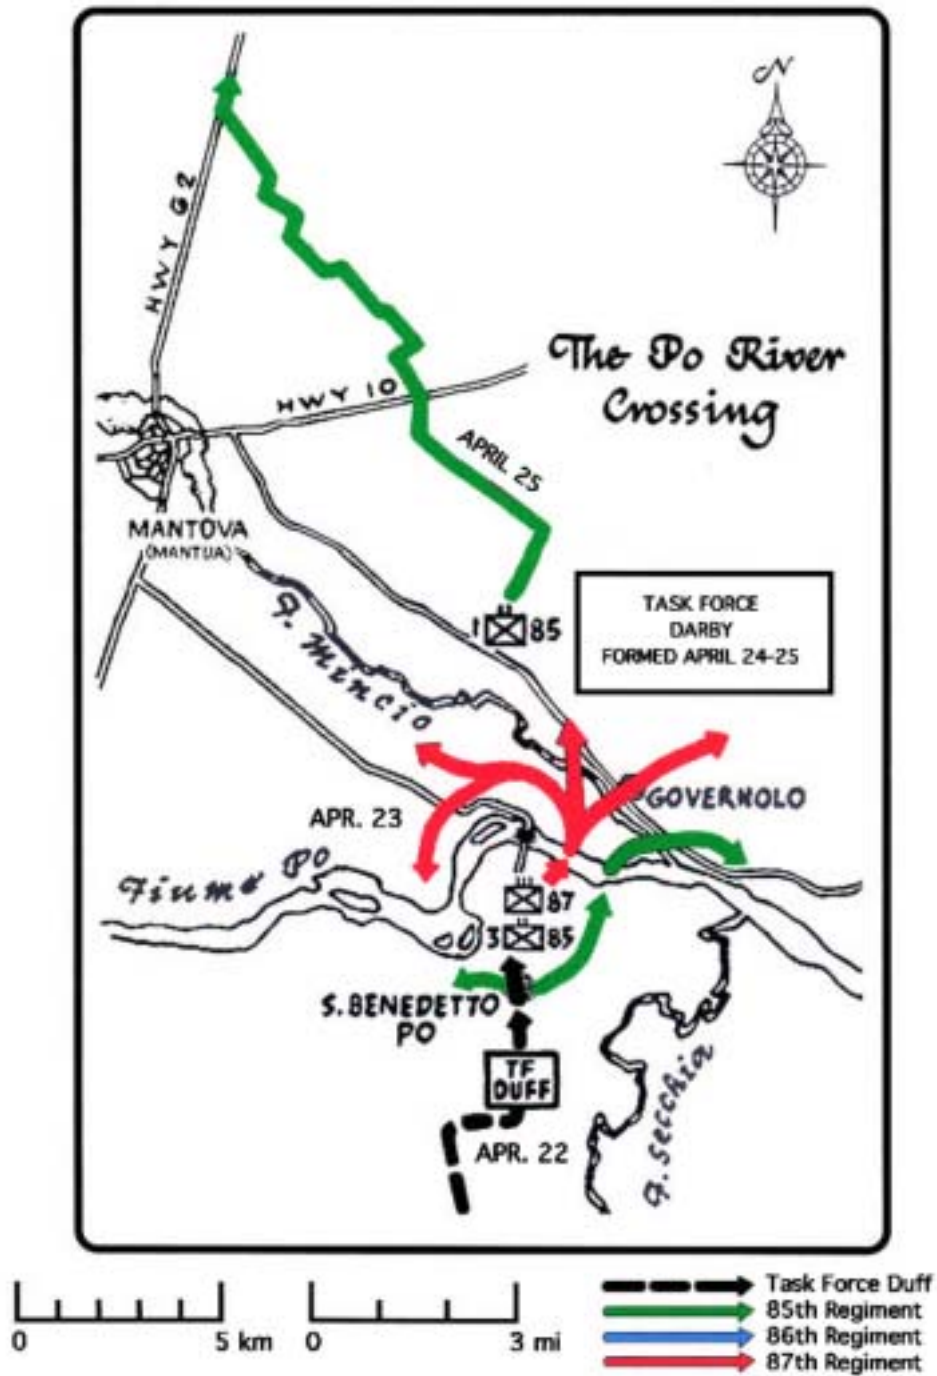 N
HWY 62
The Po River
Crossing
HWY 10
APRIL 25
MANTOVA
(MANTUA)
1 85
TASK FORCE
DARBY
FORMED APRIL 24-25
F. Mincio
GOVERNOLO
APR. 23
Fiume Po
87
3 85
S. BENEDETTO
PO
TF
DUFF
APR. 22
F. Secchia
0 5 km 0 3 mi
Task Force Duff
85th Regiment
86th Regiment
87th Regiment